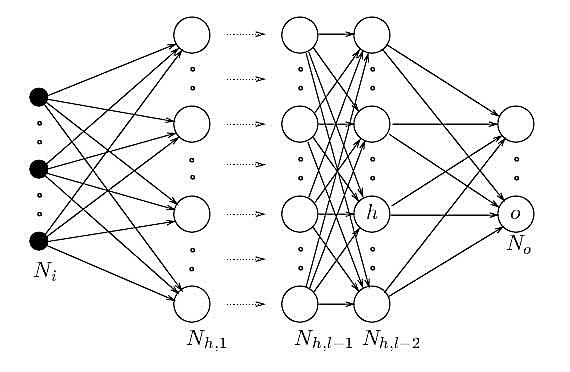 h
o
N_o
N_i
N_{h,1}
N_{h,l-1}
N_{h,l-2}